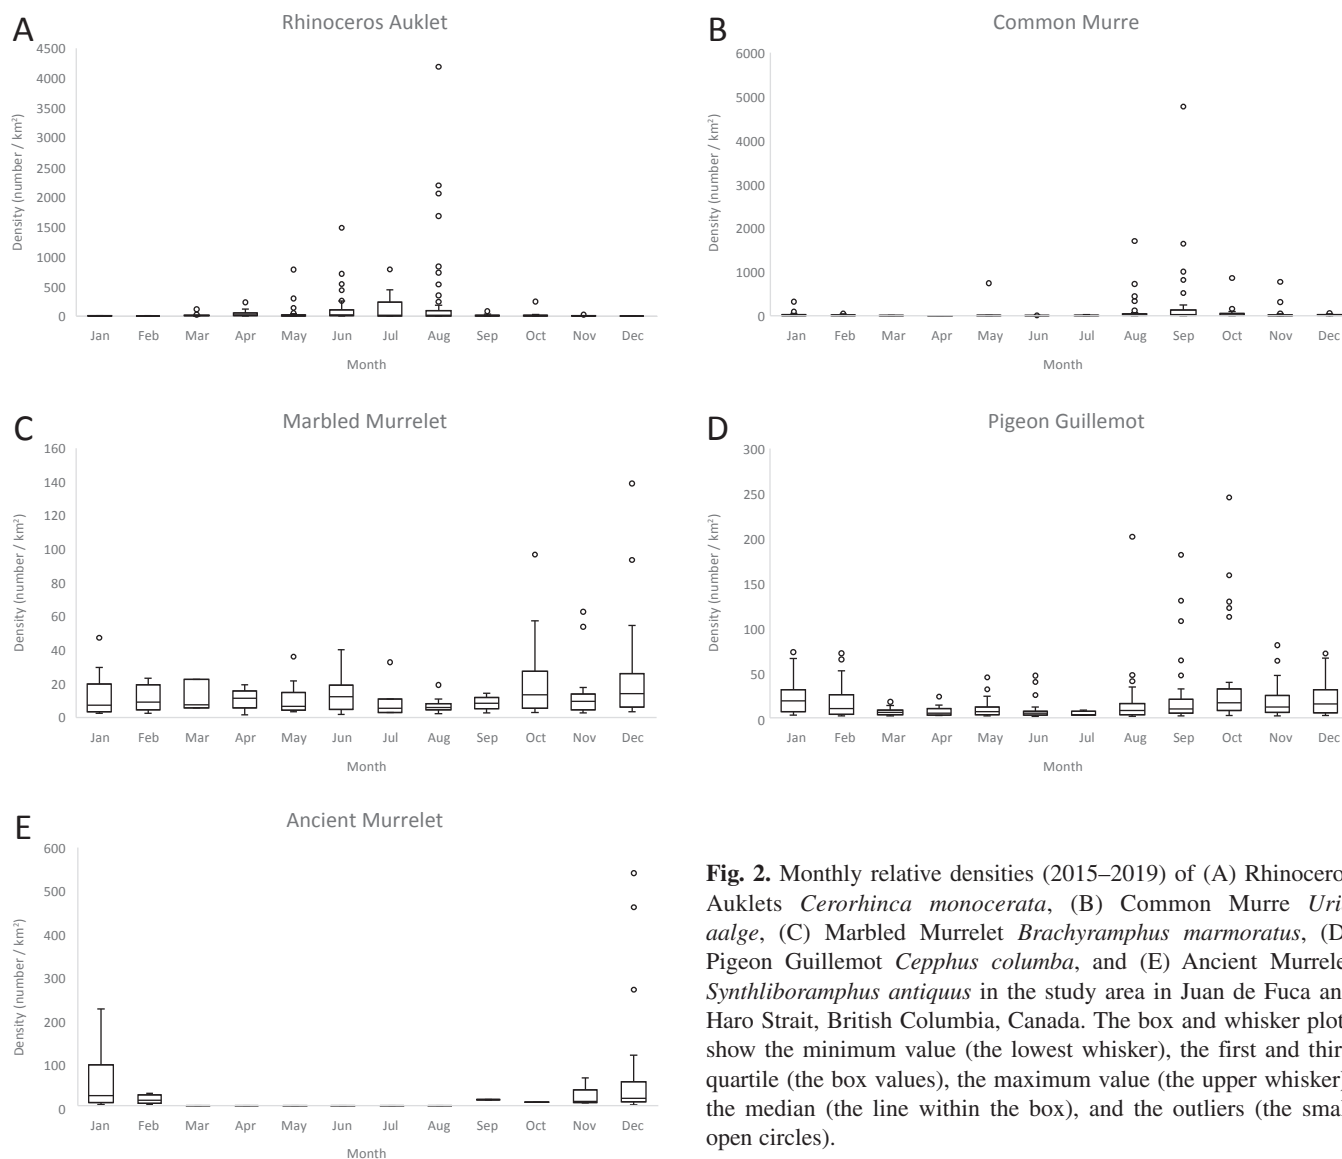 A
Rhinoceros Auklet
4500
4000
3500
3000
2500
2000
1500
1000
500
0
Density (number / km²)
Jan Feb Mar Apr May Jun Jul Aug Sep Oct Nov Dec
Month
B
Common Murre
6000
5000
4000
3000
2000
1000
0
Density (number / km²)
Jan Feb Mar Apr May Jun Jul Aug Sep Oct Nov Dec
Month
C
Marbled Murrelet
160
140
120
100
80
60
40
20
0
Density (number / km²)
Jan Feb Mar Apr May Jun Jul Aug Sep Oct Nov Dec
Month
D
Pigeon Guillemot
300
250
200
150
100
50
0
Density (number / km²)
Jan Feb Mar Apr May Jun Jul Aug Sep Oct Nov Dec
Month
E
Ancient Murrelet
600
500
400
300
200
100
0
Density (number / km²)
Jan Feb Mar Apr May Jun Jul Aug Sep Oct Nov Dec
Month
Fig. 2. Monthly relative densities (2015–2019) of (A) Rhinocero
Auklets Cerorhinca monocerata, (B) Common Murre Uri
aalge, (C) Marbled Murrelet Brachyramphus marmoratus, (D
Pigeon Guillemot Cepphus columba, and (E) Ancient Murrele
Synthliboramphus antiquus in the study area in Juan de Fuca an
Haro Strait, British Columbia, Canada. The box and whisker plot
show the minimum value (the lowest whisker), the first and thir
quartile (the box values), the maximum value (the upper whisker)
the median (the line within the box), and the outliers (the smal
open circles).